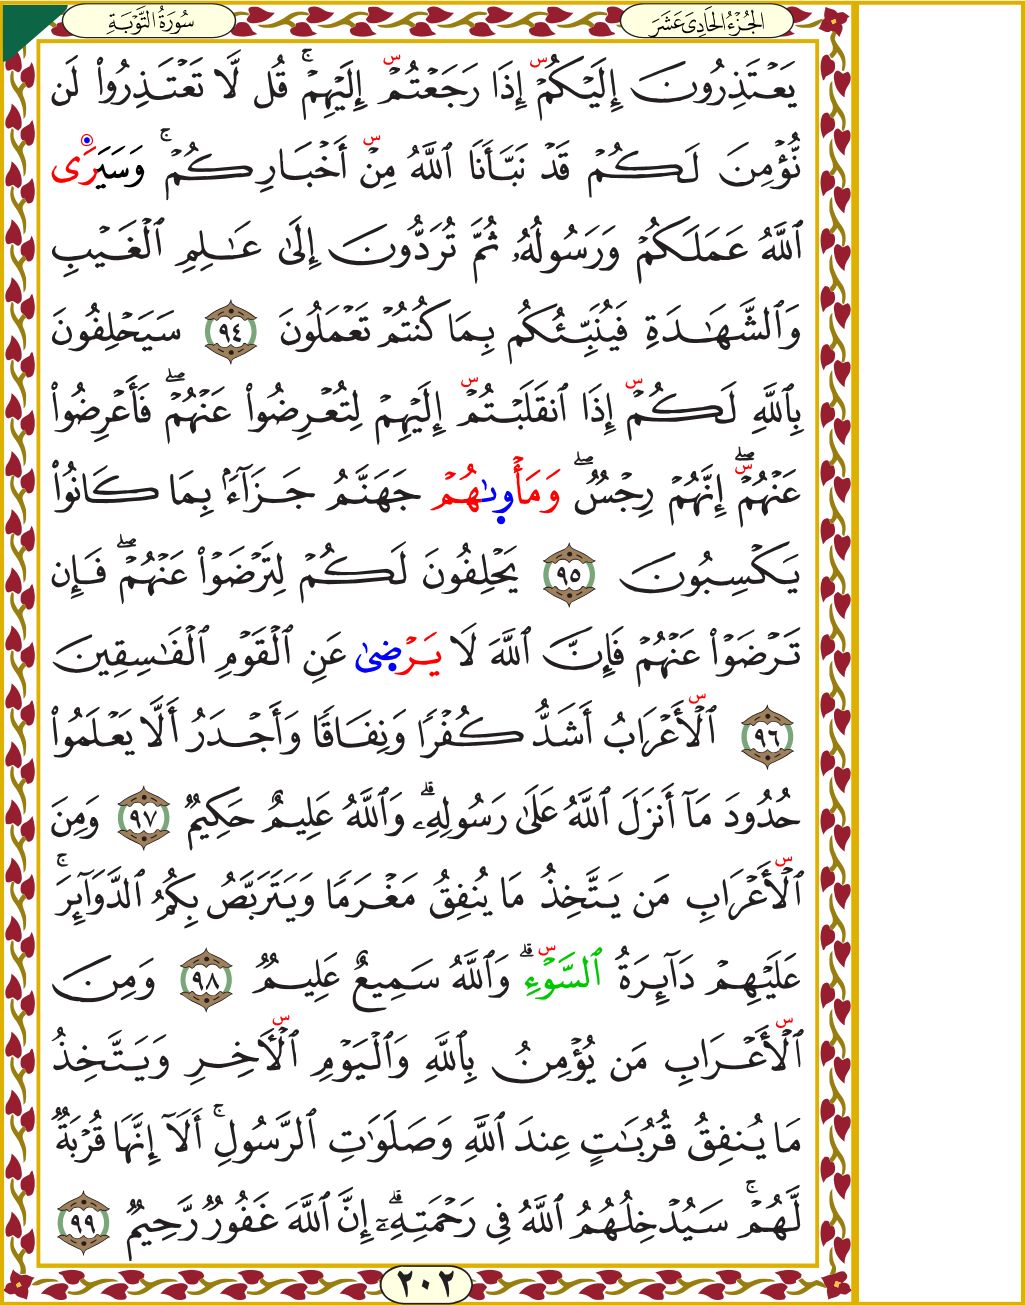 الجُزْءُ الحَادِىَ عَشَرَ
سُورَةُ التَّوْبَةِ
يَعْتَذِرُونَ إِلَيْكُمْ إِذَا رَجَعْتُمْ إِلَيْهِمْ ۚ قُل لَّا تَعْتَذِرُوا۟ لَن
نُّؤْمِنَ لَكُمْ قَدْ نَبَّأَنَا ٱللَّهُ مِنْ أَخْبَارِكُمْ ۚ وَسَيَرَى
ٱللَّهُ عَمَلَكُمْ وَرَسُولُهُۥ ثُمَّ تُرَدُّونَ إِلَىٰ عَـٰلِمِ ٱلْغَيْبِ
وَٱلشَّهَـٰدَةِ فَيُنَبِّئُكُم بِمَا كُنتُمْ تَعْمَلُونَ ٩٤ سَيَحْلِفُونَ
بِٱللَّهِ لَكُمْ إِذَا ٱنقَلَبْتُمْ إِلَيْهِمْ لِتُعْرِضُوا۟ عَنْهُمْ ۖ فَأَعْرِضُوا۟
عَنْهُمْ ۖ إِنَّهُمْ رِجْسٌ ۖ وَمَأْوىٰهُمْ جَهَنَّمُ جَزَآءًۢ بِمَا كَانُوا۟
يَكْسِبُونَ ٩٥ يَحْلِفُونَ لَكُمْ لِتَرْضَوْا۟ عَنْهُمْ ۖ فَإِن
تَرْضَوْا۟ عَنْهُمْ فَإِنَّ ٱللَّهَ لَا يَرْضىٰ عَنِ ٱلْقَوْمِ ٱلْفَـٰسِقِينَ
٩٦ ٱلْأَعْرَابُ أَشَدُّ كُفْرًا وَنِفَاقًا وَأَجْدَرُ أَلَّا يَعْلَمُوا۟
حُدُودَ مَآ أَنزَلَ ٱللَّهُ عَلَىٰ رَسُولِهِۦ ۗ وَٱللَّهُ عَلِيمٌ حَكِيمٌ ٩٧ وَمِنَ
ٱلْأَعْرَابِ مَن يَتَّخِذُ مَا يُنفِقُ مَغْرَمًا وَيَتَرَبَّصُ بِكُمُ ٱلدَّوَآئِرَ ۚ
عَلَيْهِمْ دَآئِرَةُ ٱلسَّوْءِ ۗ وَٱللَّهُ سَمِيعٌ عَلِيمٌ ٩٨ وَمِنَ
ٱلْأَعْرَابِ مَن يُؤْمِنُ بِٱللَّهِ وَٱلْيَوْمِ ٱلْـَٔاخِرِ وَيَتَّخِذُ
مَا يُنفِقُ قُرُبَـٰتٍ عِندَ ٱللَّهِ وَصَلَوَٰتِ ٱلرَّسُولِ ۚ أَلَآ إِنَّهَا قُرْبَةٌ
لَّهُمْ ۚ سَيُدْخِلُهُمُ ٱللَّهُ فِى رَحْمَتِهِۦٓ ۗ إِنَّ ٱللَّهَ غَفُورٌ رَّحِيمٌ ٩٩
٢٠٢